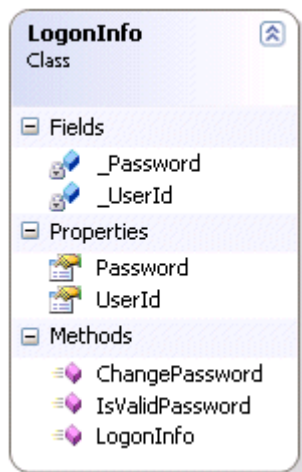 LogonInfo
Class
Fields
_Password
_UserId
Properties
Password
UserId
Methods
ChangePassword
IsValidPassword
LogonInfo